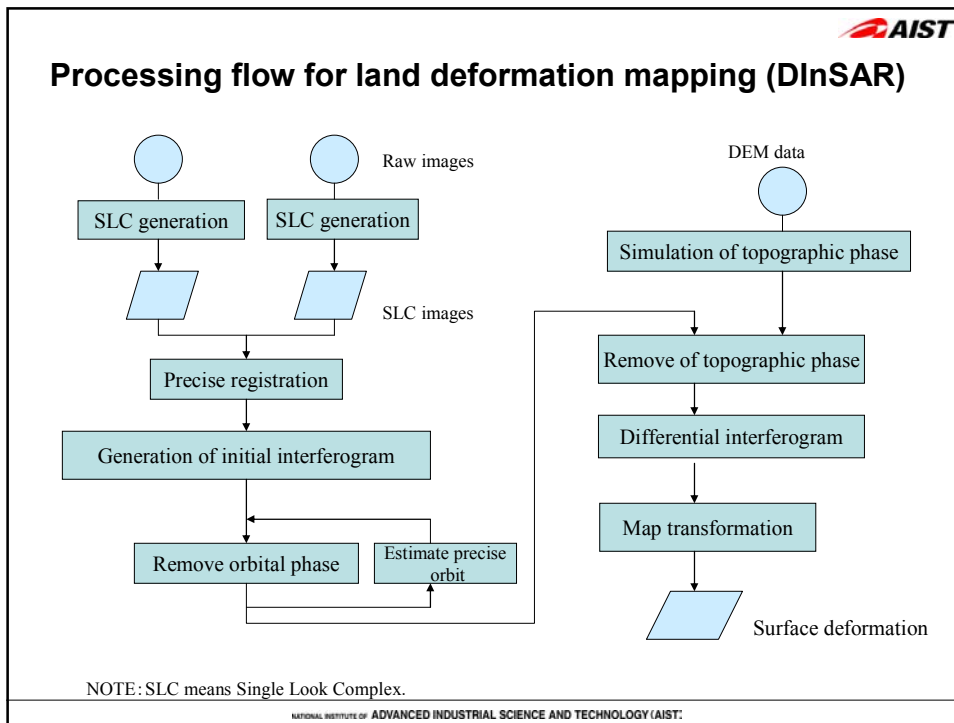 AIST
Processing flow for land deformation mapping (DInSAR)
Raw images
SLC generation
SLC generation
SLC images
Precise registration
Generation of initial interferogram
Remove orbital phase
Estimate precise
orbit
DEM data
Simulation of topographic phase
Remove of topographic phase
Differential interferogram
Map transformation
Surface deformation
NOTE: SLC means Single Look Complex.
NATIONAL INSTITUTE OF ADVANCED INDUSTRIAL SCIENCE AND TECHNOLOGY (AIST)